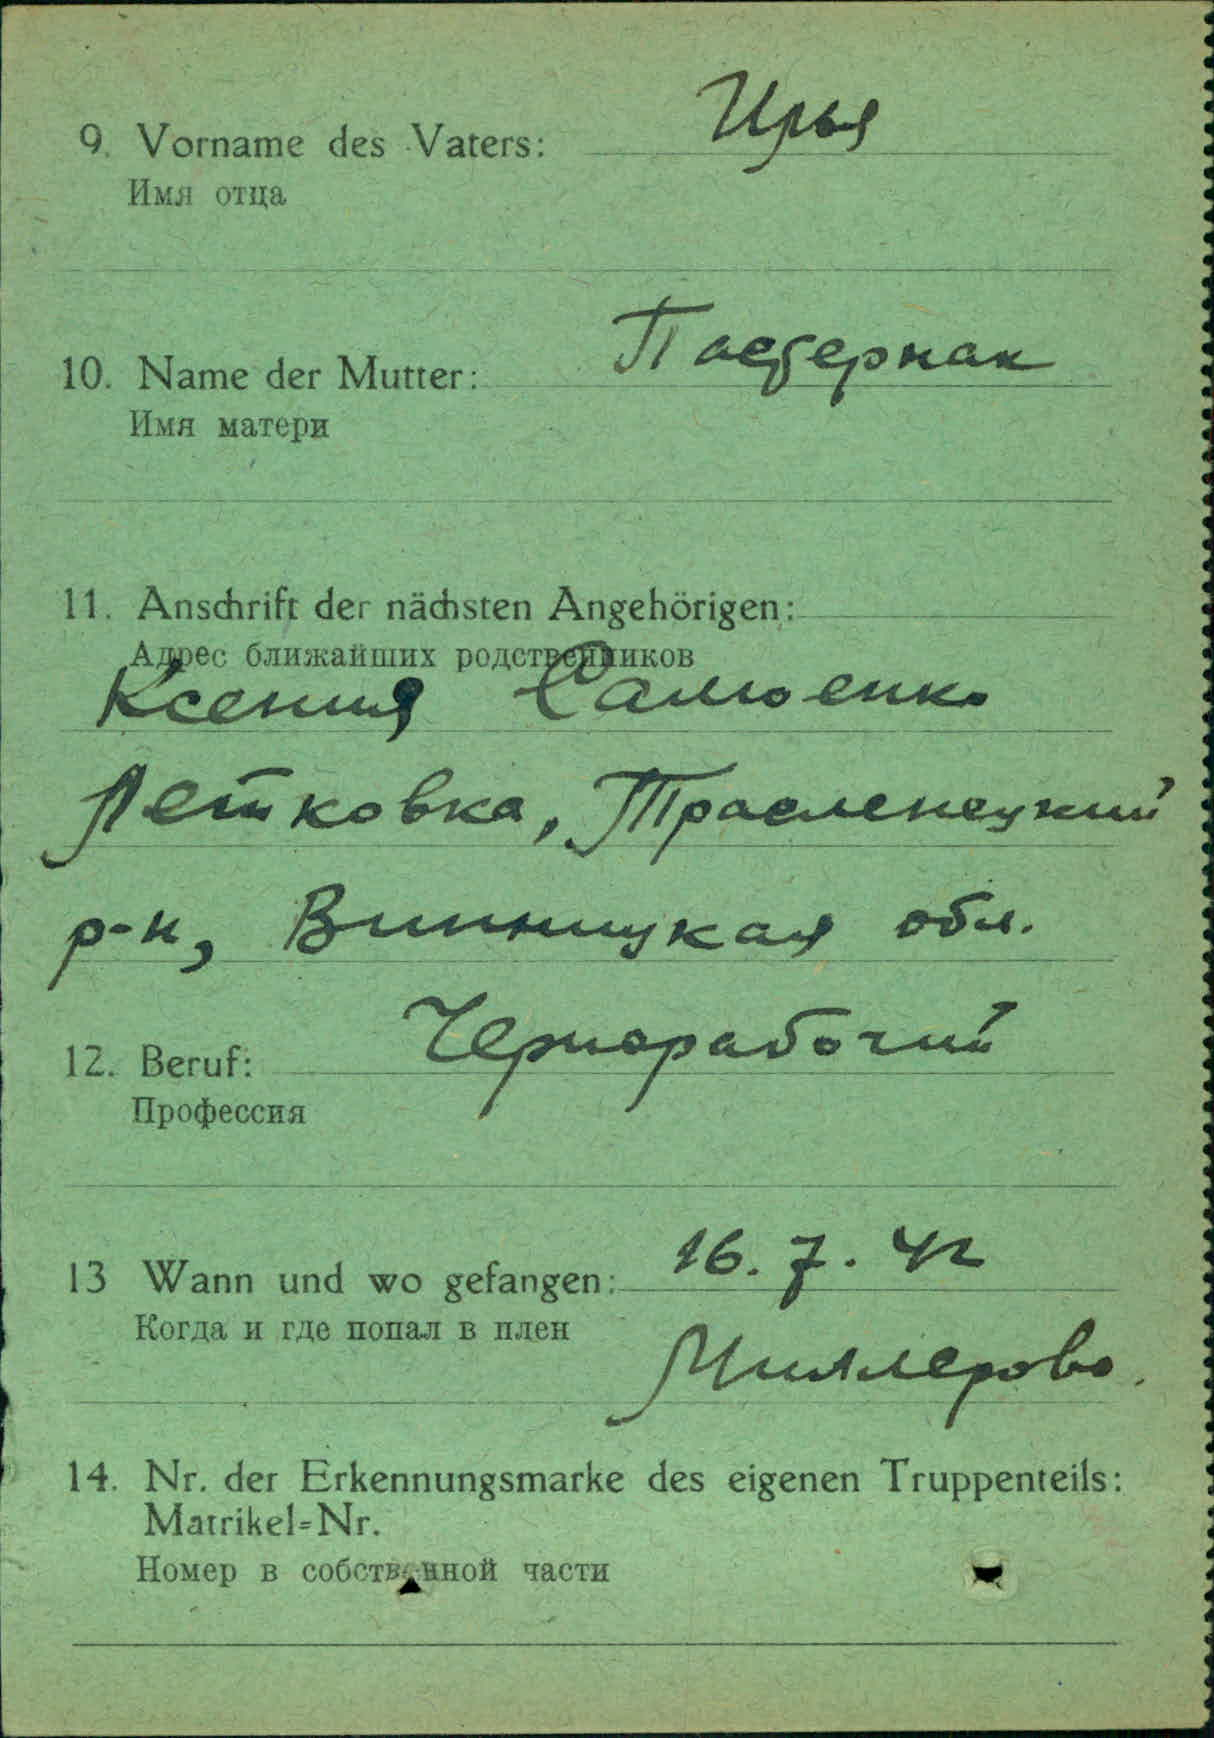 9. Vorname des Vaters: Илья
Имя отца
10. Name der Mutter: Пастернак
Имя матери
11. Anschrift der nächsten Angehörigen:
Адрес ближайших родственников
Ксения
Летковка,
р-н, Винницкая обл.
12. Beruf: Чернорабочий
Профессия
13 Wann und wo gefangen: 16.7.42
Когда и где попал в плен
Миллерово.
14. Nr. der Erkennungsmarke des eigenen Truppenteils:
Matrikel=Nr.
Номер в собственной части